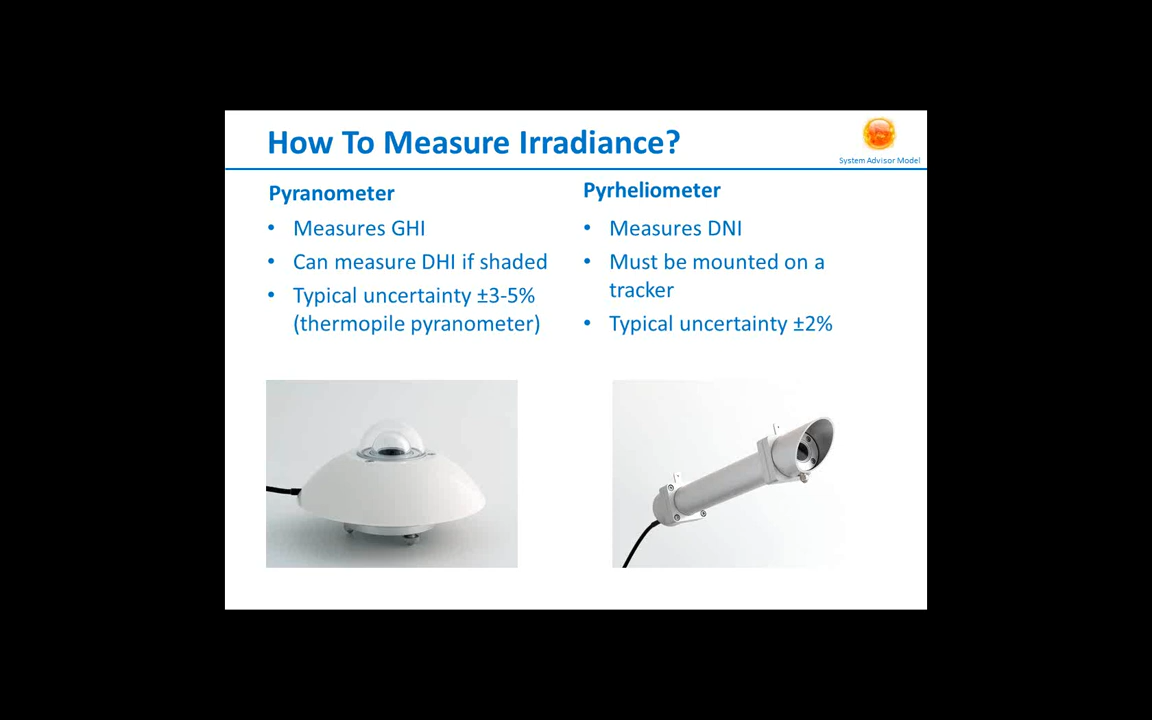 How To Measure Irradiance?
System Advisor Model
Pyranometer
• Measures GHI
• Can measure DHI if shaded
• Typical uncertainty ±3-5%
(thermopile pyranometer)
Pyrheliometer
• Measures DNI
• Must be mounted on a
tracker
• Typical uncertainty ±2%